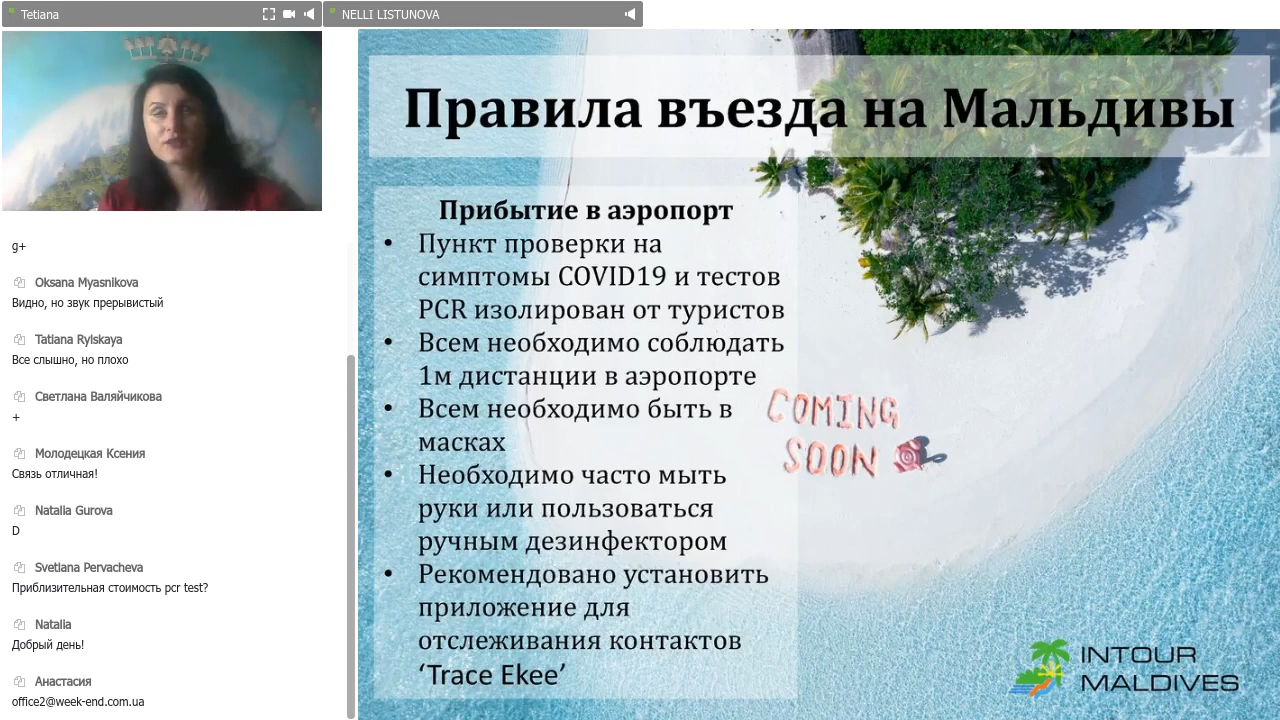 Tetiana
NELLI LISTUNOVA
g+
Oksana Myasnikova
Видно, но звук прерывистый
Tatiana Rylskaya
Все слышно, но плохо
Светлана Валяйчикова
+
Молодецкая Ксения
Связь отличная!
Natalia Gurova
D
Svetlana Pervacheva
Приблизительная стоимость pcr test?
Natalia
Добрый день!
Анастасия
office2@week-end.com.ua
Правила въезда на Мальдивы
Прибытие в аэропорт
• Пункт проверки на
симптомы COVID19 и тестов
PCR изолирован от туристов
• Всем необходимо соблюдать
1м дистанции в аэропорте
• Всем необходимо быть в
масках
• Необходимо часто мыть
руки или пользоваться
ручным дезинфектором
• Рекомендовано установить
приложение для
отслеживания контактов
‘Trace Ekee’
COMING
SOON
INTOUR
MALDIVES